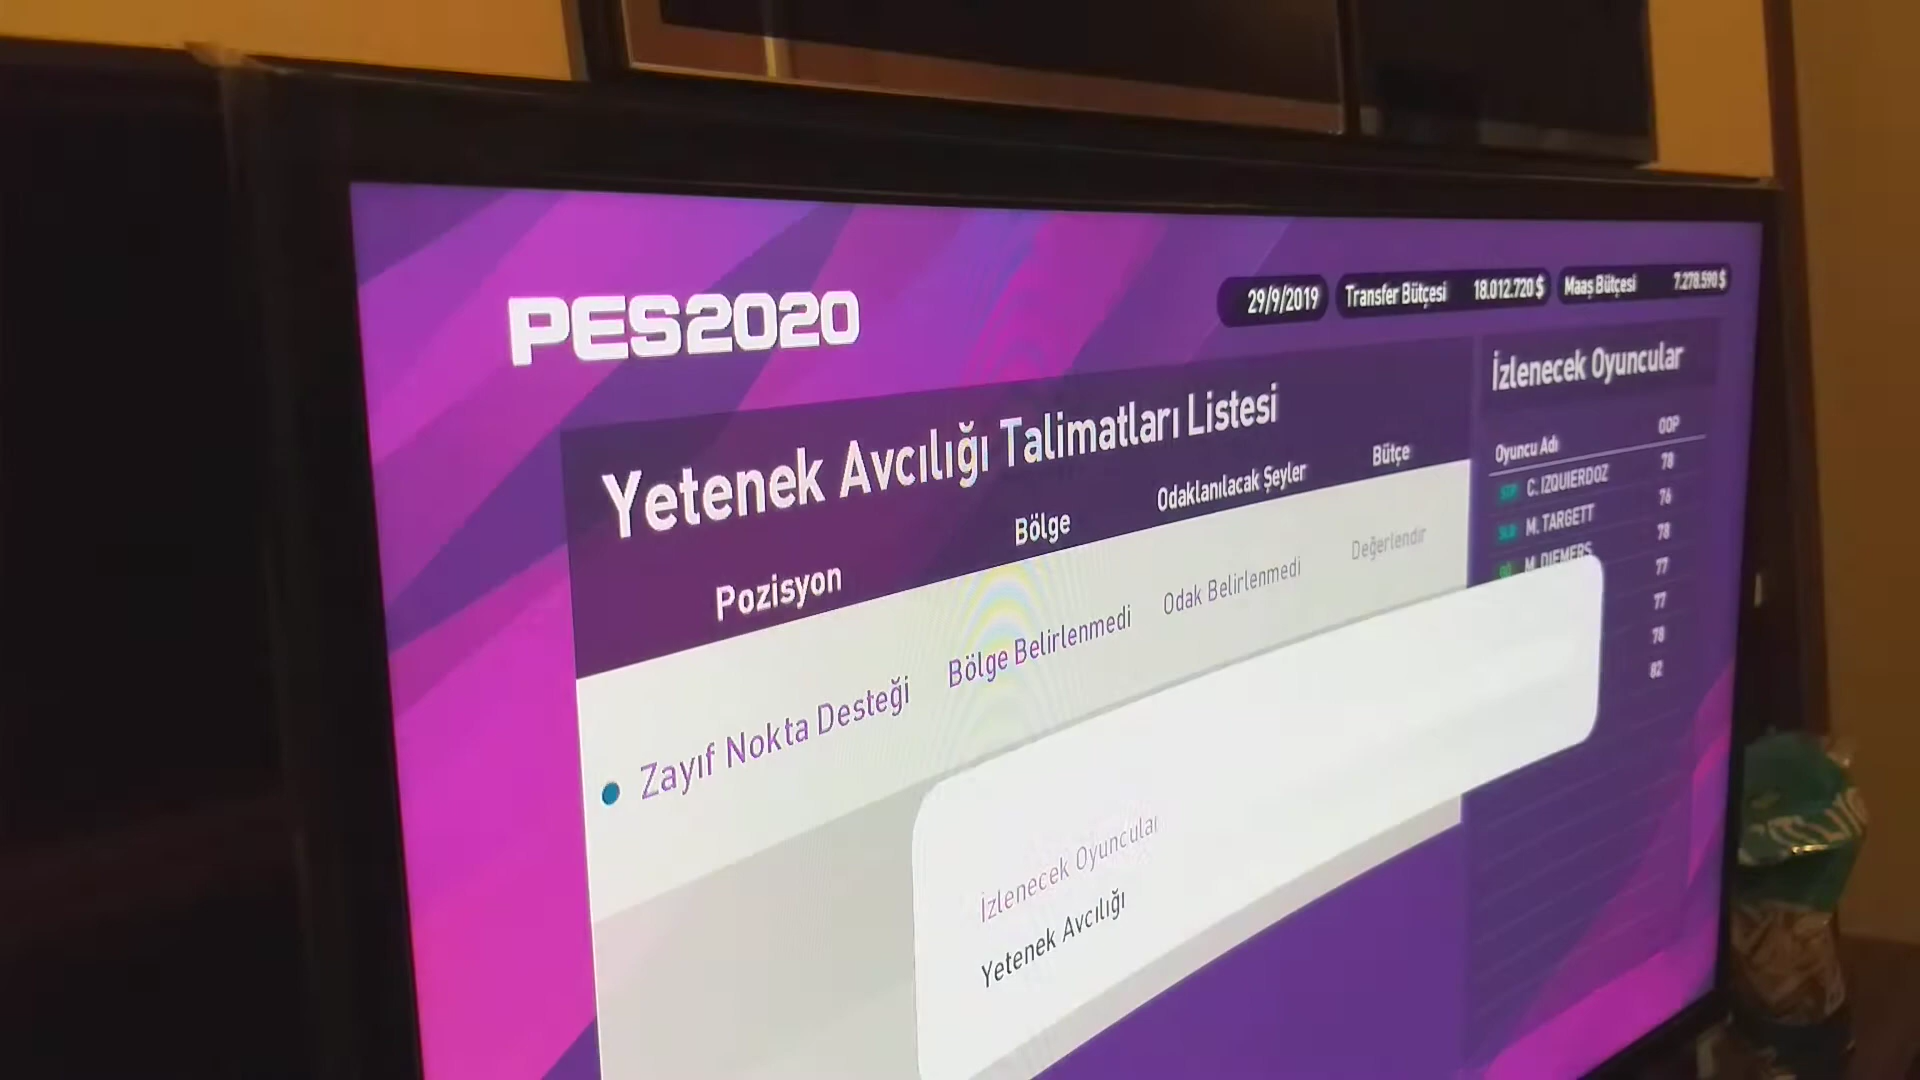 PES2020
29/9/2019 Transfer Bütçesi 18.012.720 $ Maaş Bütçesi 7.278.590 $
Yetenek Avcılığı Talimatları Listesi
Pozisyon Bölge Odaklanılacak Şeyler Bütçe
Zayıf Nokta Desteği Bölge Belirlenmedi Odak Belirlenmedi Değerlendir
İzlenecek Oyuncular
Yetenek Avcılığı
İzlenecek Oyuncular
Oyuncu Adı OOP
C. IZQUIERDOZ 78
M. TARGETT 76
M. DIEMERS 78
77
77
78
82